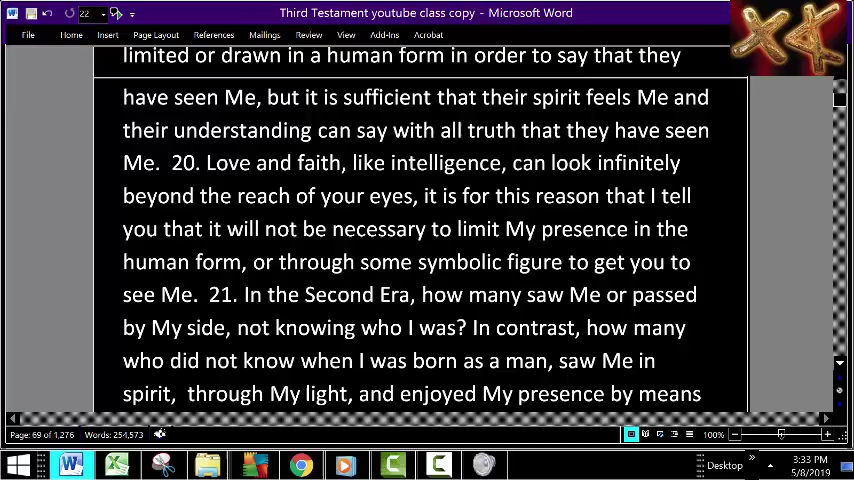 22
Third Testament youtube class copy - Microsoft Word
File Home Insert Page Layout References Mailings Review View Add-Ins Acrobat
limited or drawn in a human form in order to say that they
have seen Me, but it is sufficient that their spirit feels Me and
their understanding can say with all truth that they have seen
Me.  20. Love and faith, like intelligence, can look infinitely
beyond the reach of your eyes, it is for this reason that I tell
you that it will not be necessary to limit My presence in the
human form, or through some symbolic figure to get you to
see Me.  21. In the Second Era, how many saw Me or passed
by My side, not knowing who I was? In contrast, how many
who did not know when I was born as a man, saw Me in
spirit,  through My light, and enjoyed My presence by means
Page: 69 of 1,276 Words: 254,573 100%
Desktop » 3:33 PM
5/8/2019